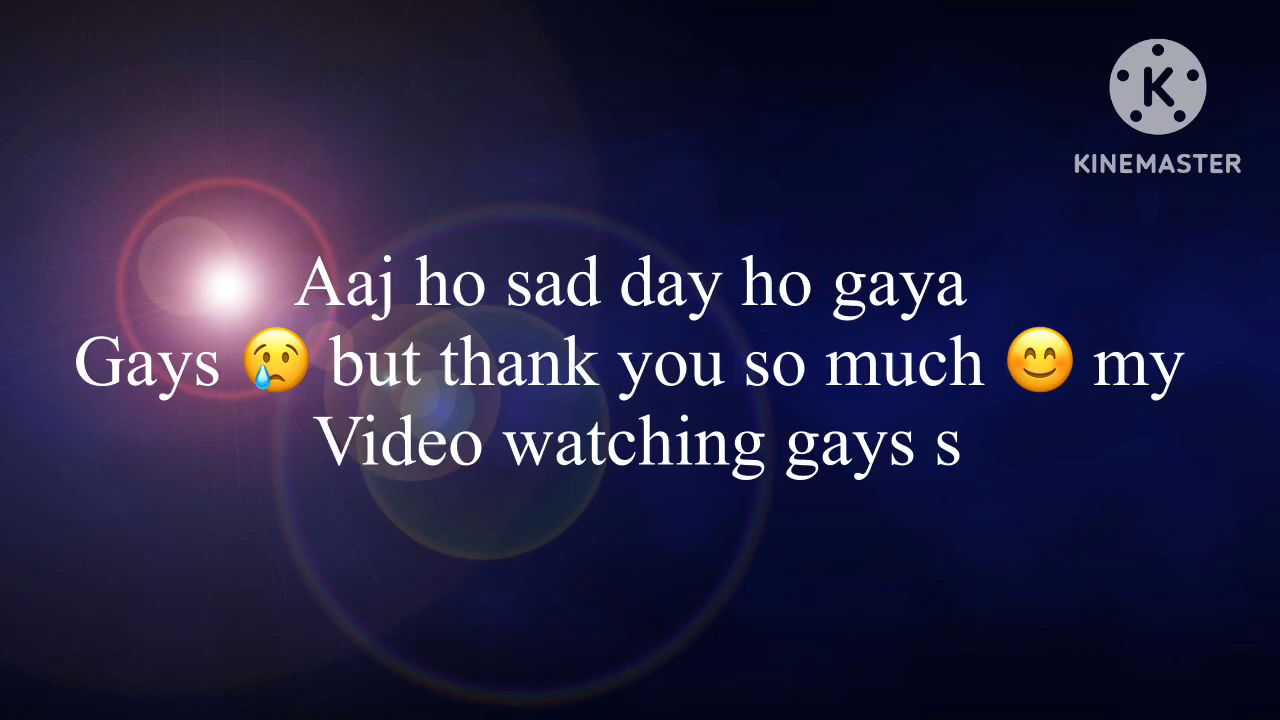 KINEMASTER
Aaj ho sad day ho gaya
Gays 😢 but thank you so much 😊 my
Video watching gays s